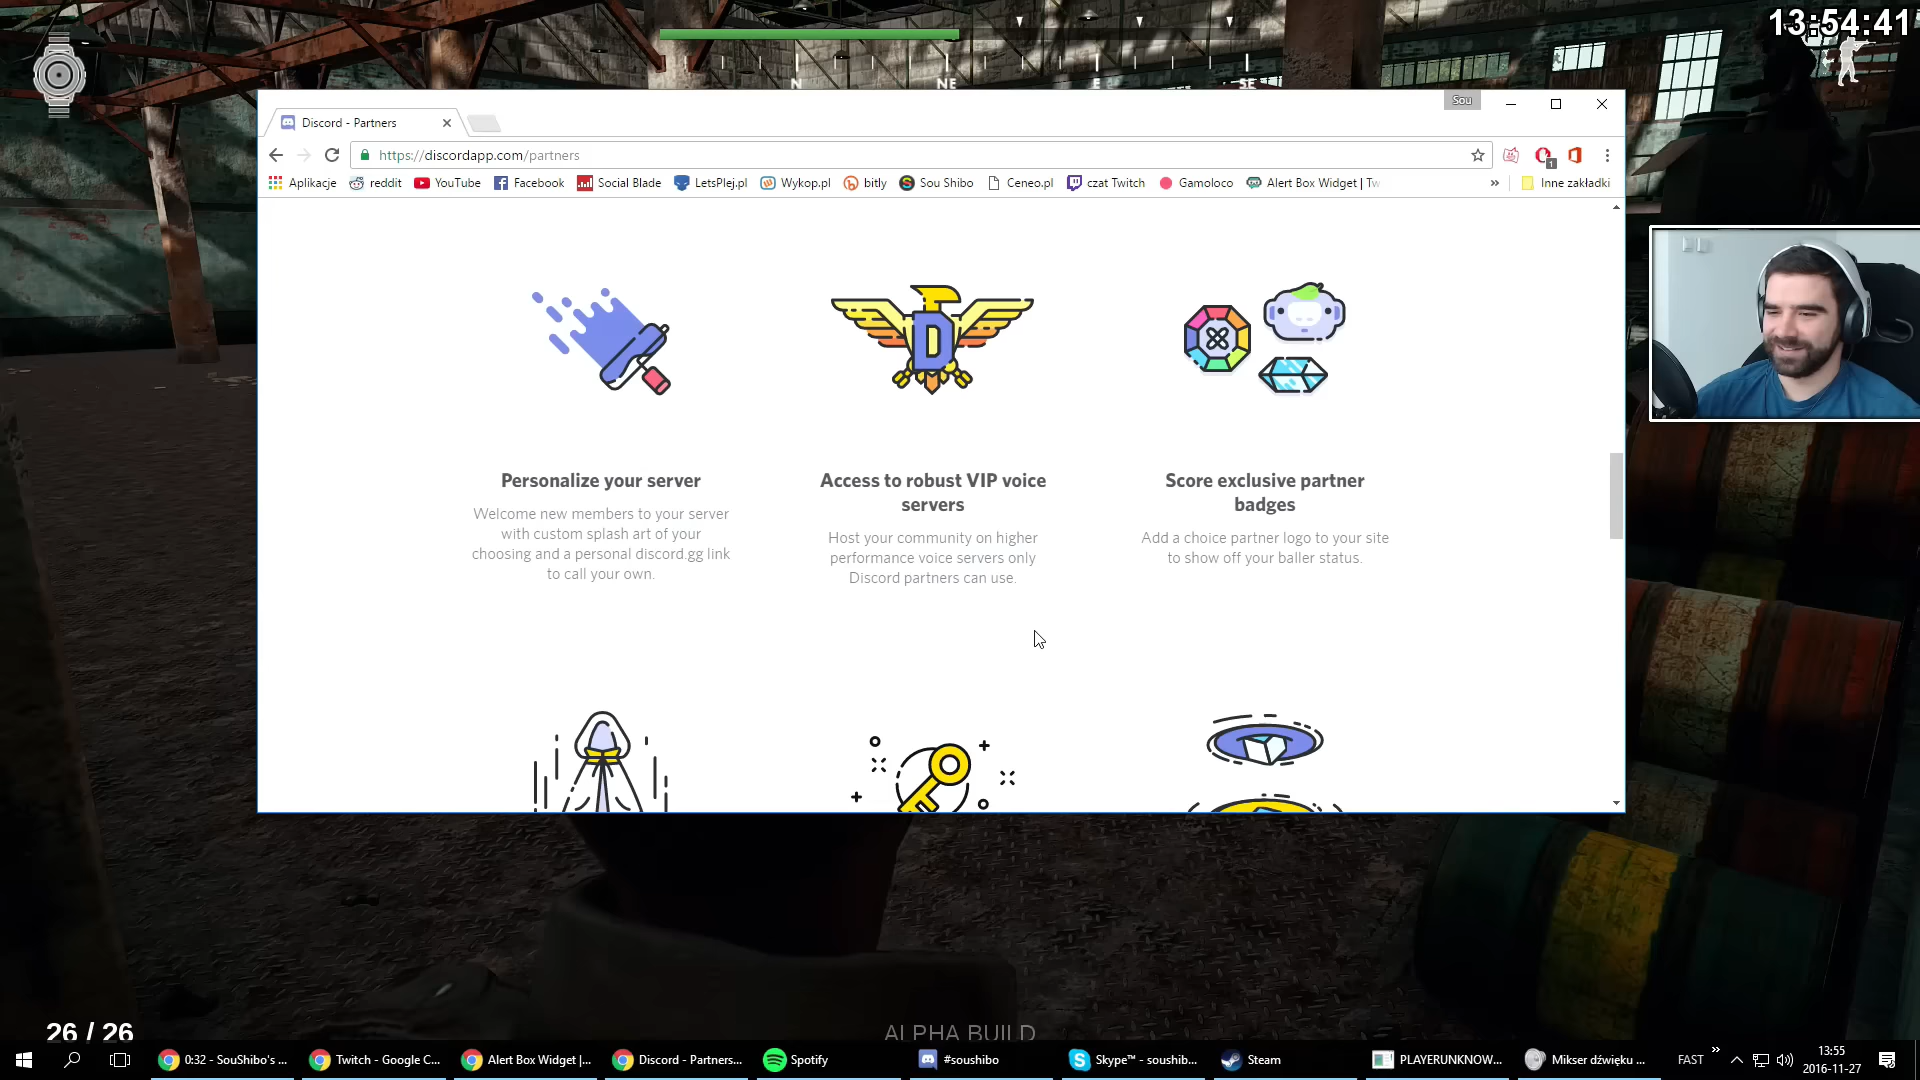 13:54:41
N NE E SE
Sou
Discord - Partners
https://discordapp.com/partners
Aplikacje reddit YouTube Facebook Social Blade LetsPlej.pl Wykop.pl bitly Sou Shibo Ceneo.pl czat Twitch Gamoloco Alert Box Widget | Tw » Inne zakładki
1
D
Personalize your server
Welcome new members to your server
with custom splash art of your
choosing and a personal discord.gg link
to call your own.
Access to robust VIP voice
servers
Host your community on higher
performance voice servers only
Discord partners can use.
Score exclusive partner
badges
Add a choice partner logo to your site
to show off your baller status.
26 / 26
ALPHA BUILD
0:32 - SouShibo's ... Twitch - Google C... Alert Box Widget |... Discord - Partners... Spotify #soushibo Skype™ - soushib... Steam PLAYERUNKNOW... Mikser dźwięku ... FAST »
13:55
2016-11-27